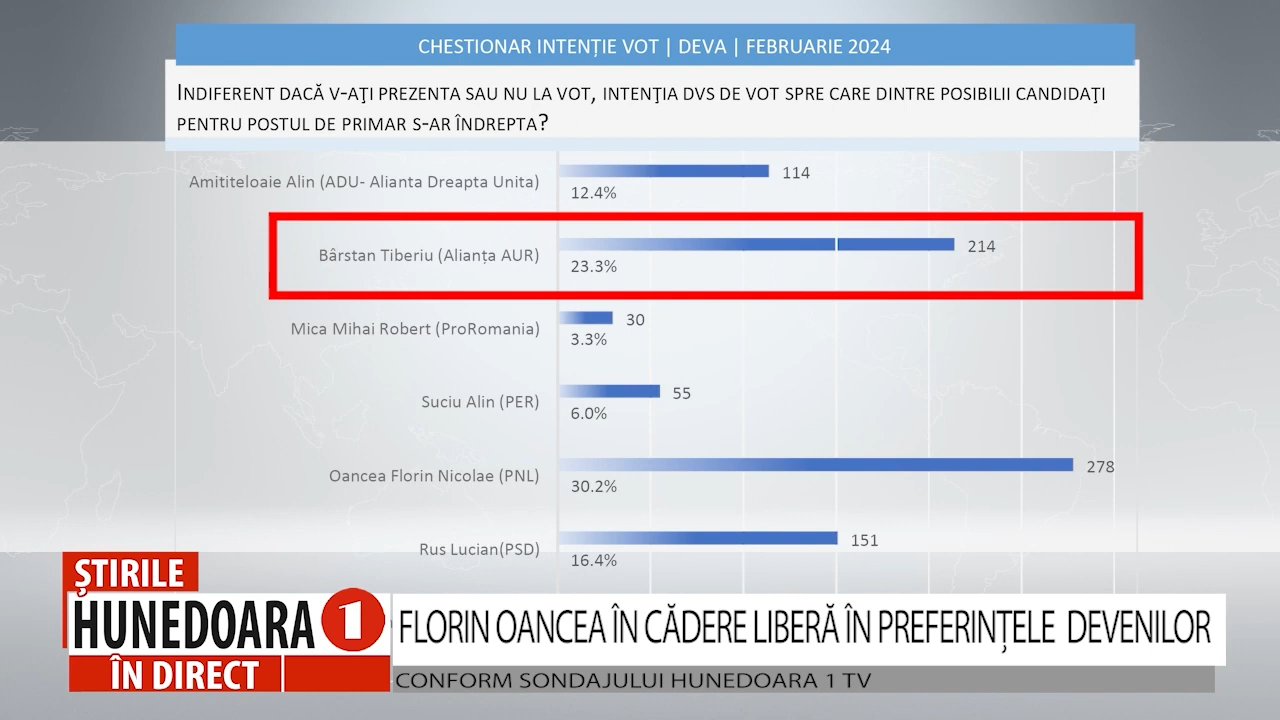 CHESTIONAR INTENȚIE VOT | DEVA | FEBRUARIE 2024
INDIFERENT DACĂ V-AŢI PREZENTA SAU NU LA VOT, INTENŢIA DVS DE VOT SPRE CARE DINTRE POSIBILII CANDIDAŢI
PENTRU POSTUL DE PRIMAR S-AR ÎNDREPTA?
Amititeloaie Alin (ADU- Alianta Dreapta Unita)
114
12.4%
Bârstan Tiberiu (Alianța AUR)
214
23.3%
Mica Mihai Robert (ProRomania)
30
3.3%
Suciu Alin (PER)
55
6.0%
Oancea Florin Nicolae (PNL)
278
30.2%
Rus Lucian(PSD)
151
16.4%
ȘTIRILE
HUNEDOARA 1
ÎN DIRECT
FLORIN OANCEA ÎN CĂDERE LIBERĂ ÎN PREFERINȚELE DEVENILOR
CONFORM SONDAJULUI HUNEDOARA 1 TV